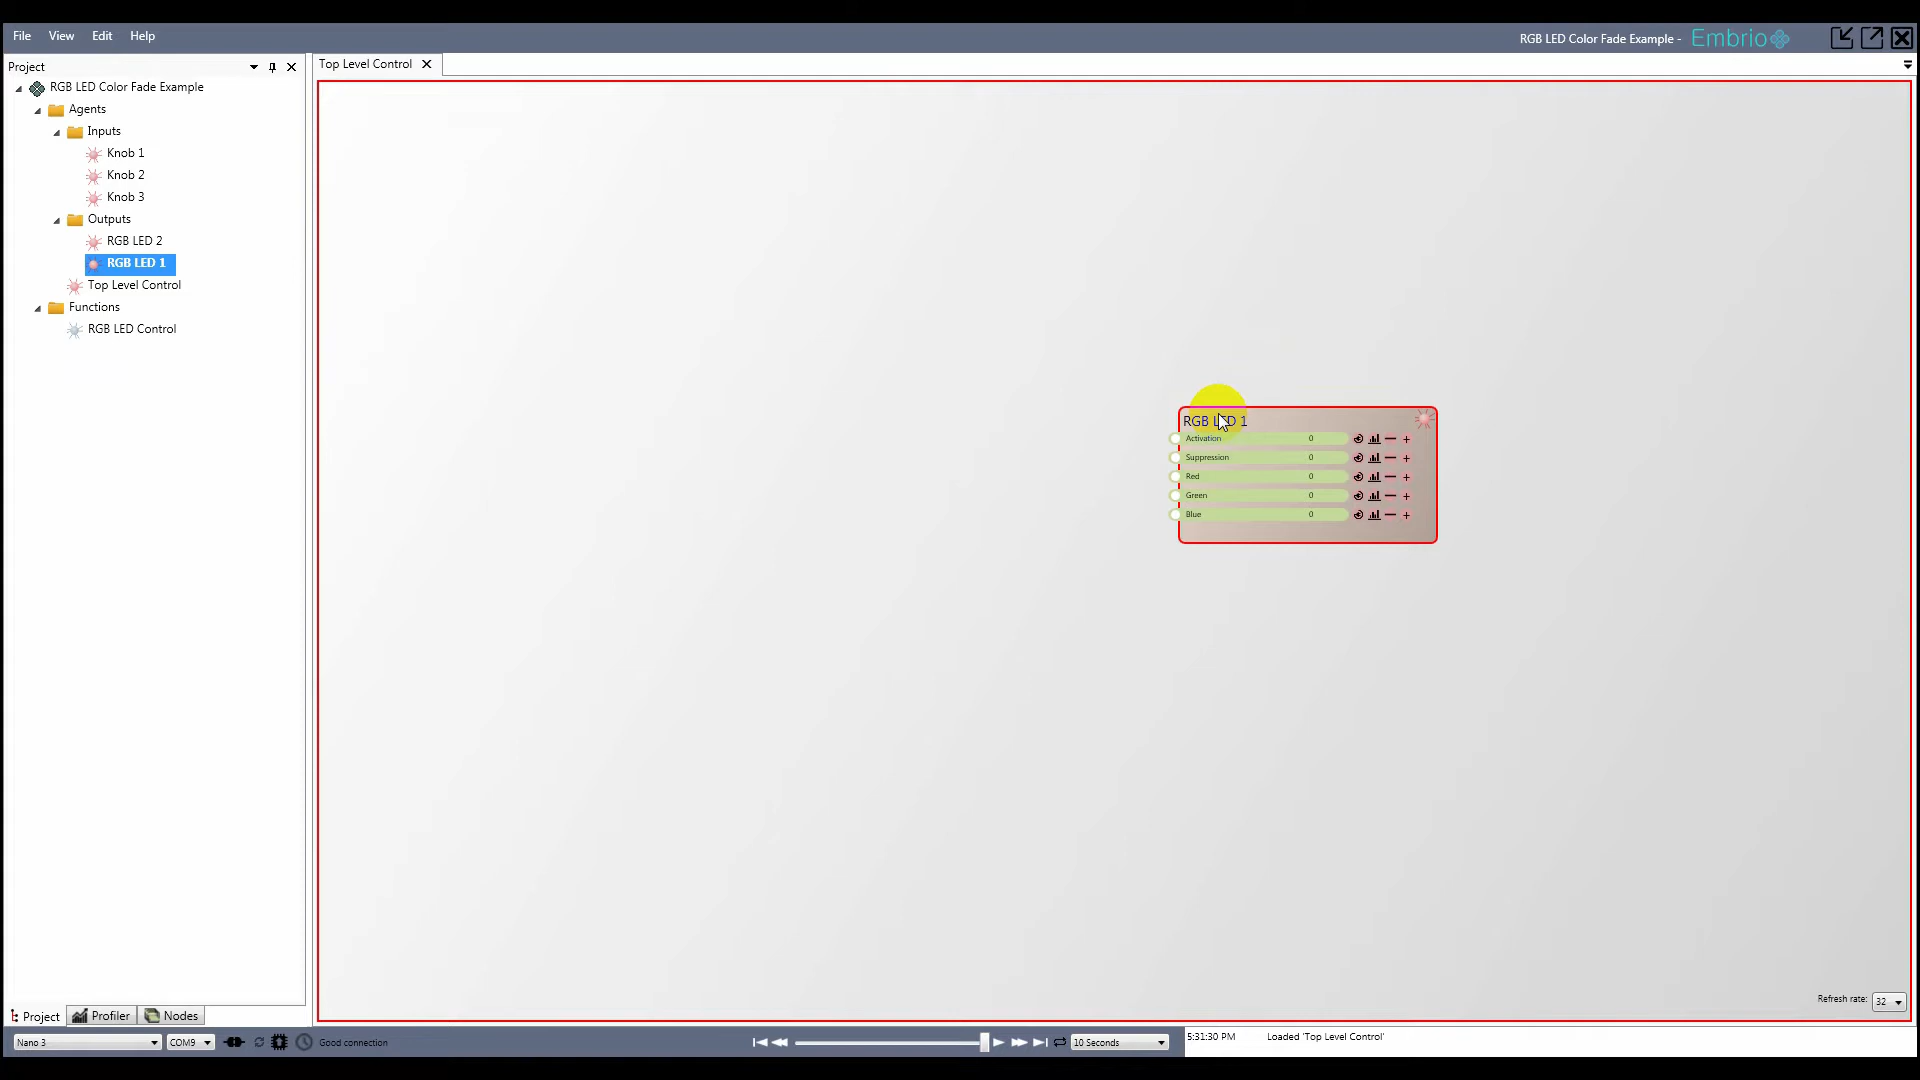 File View Edit Help
RGB LED Color Fade Example - Embrio
Project
Top Level Control
RGB LED Color Fade Example
Agents
Inputs
Knob 1
Knob 2
Knob 3
Outputs
RGB LED 2
RGB LED 1
Top Level Control
Functions
RGB LED Control
RGB LED 1
Activation 0
Suppression 0
Red 0
Green 0
Blue 0
Refresh rate: 32
Project Profiler Nodes
Nano 3 COM9 Good connection 10 Seconds 5:31:30 PM Loaded 'Top Level Control'